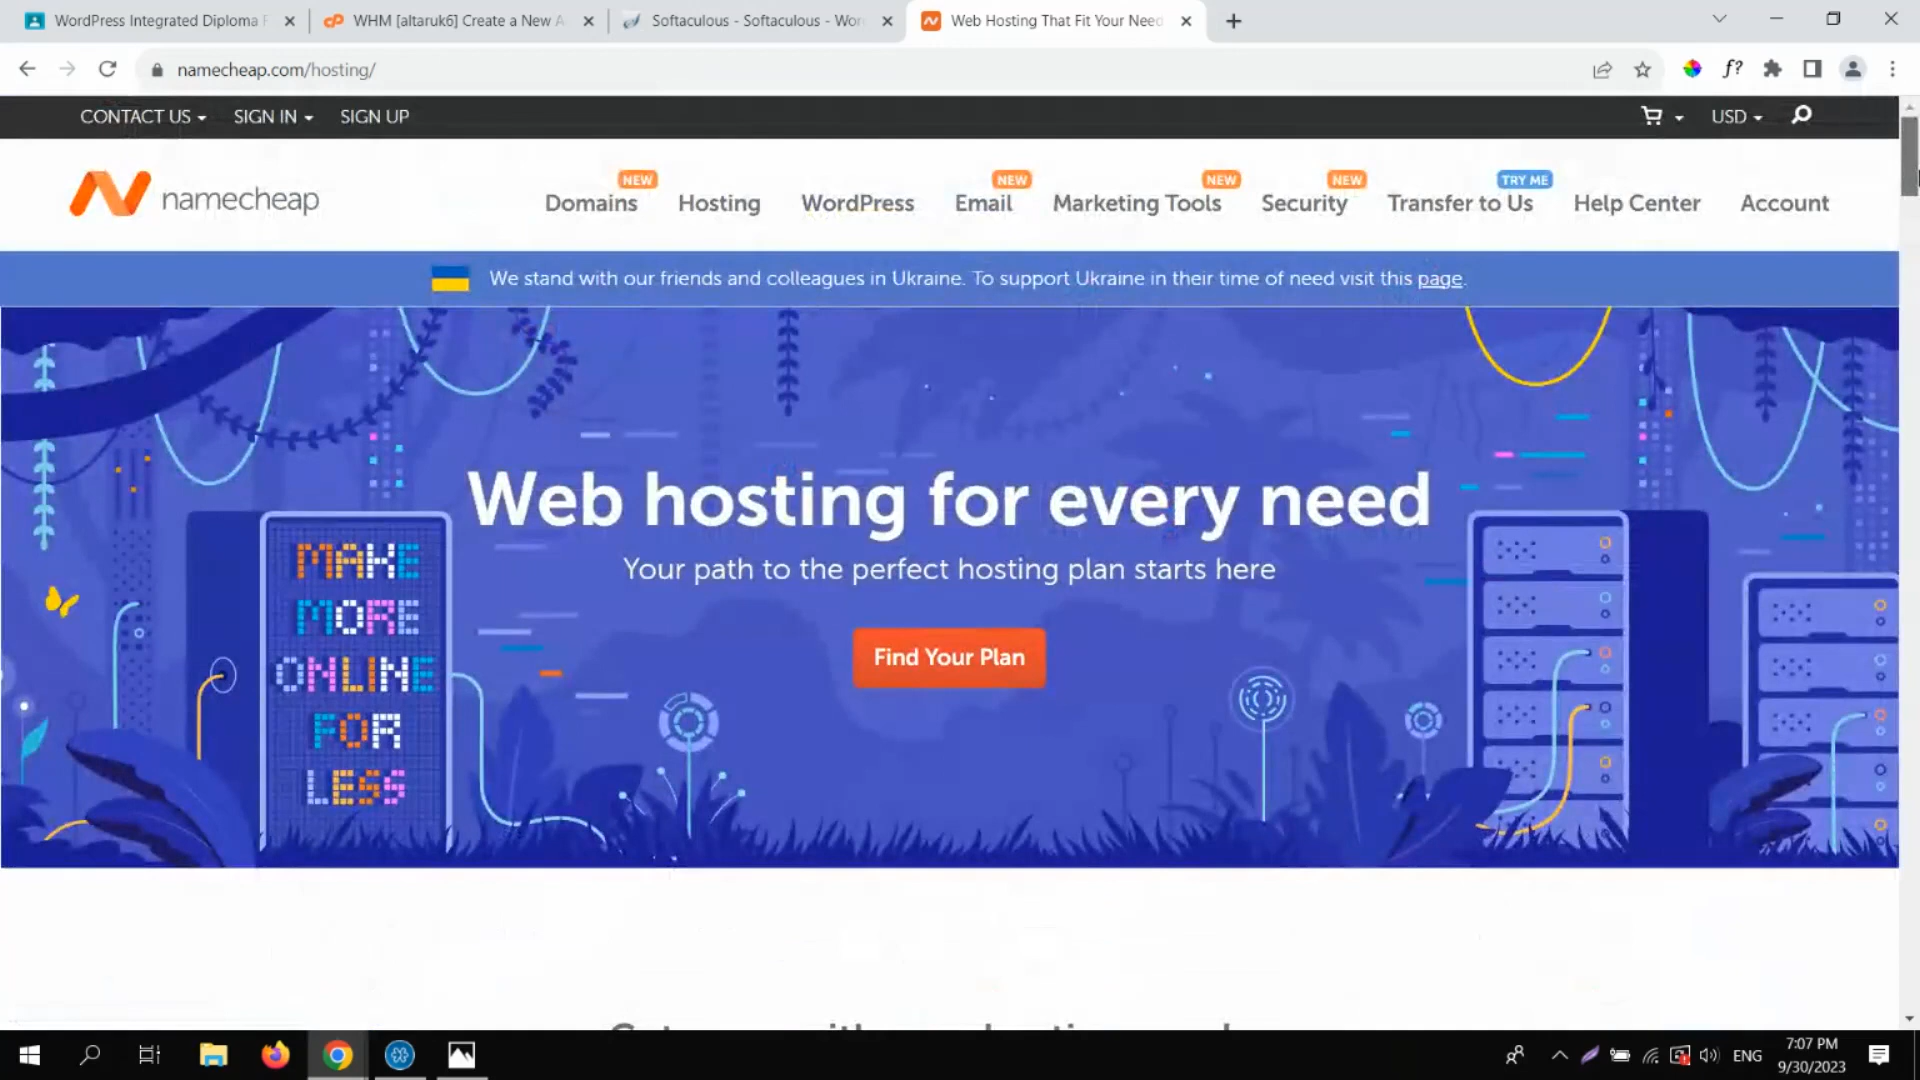 WordPress Integrated Diploma
WHM [altaruk6] Create a New A
Softaculous - Softaculous - Wor
Web Hosting That Fit Your Need
namecheap.com/hosting/
f?
CONTACT US
SIGN IN
SIGN UP
USD
namecheap
NEW
NEW
NEW
NEW
TRY ME
Domains
Hosting
WordPress
Email
Marketing Tools
Security
Transfer to Us
Help Center
Account
We stand with our friends and colleagues in Ukraine. To support Ukraine in their time of need visit this page.
Web hosting for every need
Your path to the perfect hosting plan starts here
Find Your Plan
MAKE
MORE
ONLINE
FOR
LESS
ENG
7:07 PM
9/30/2023